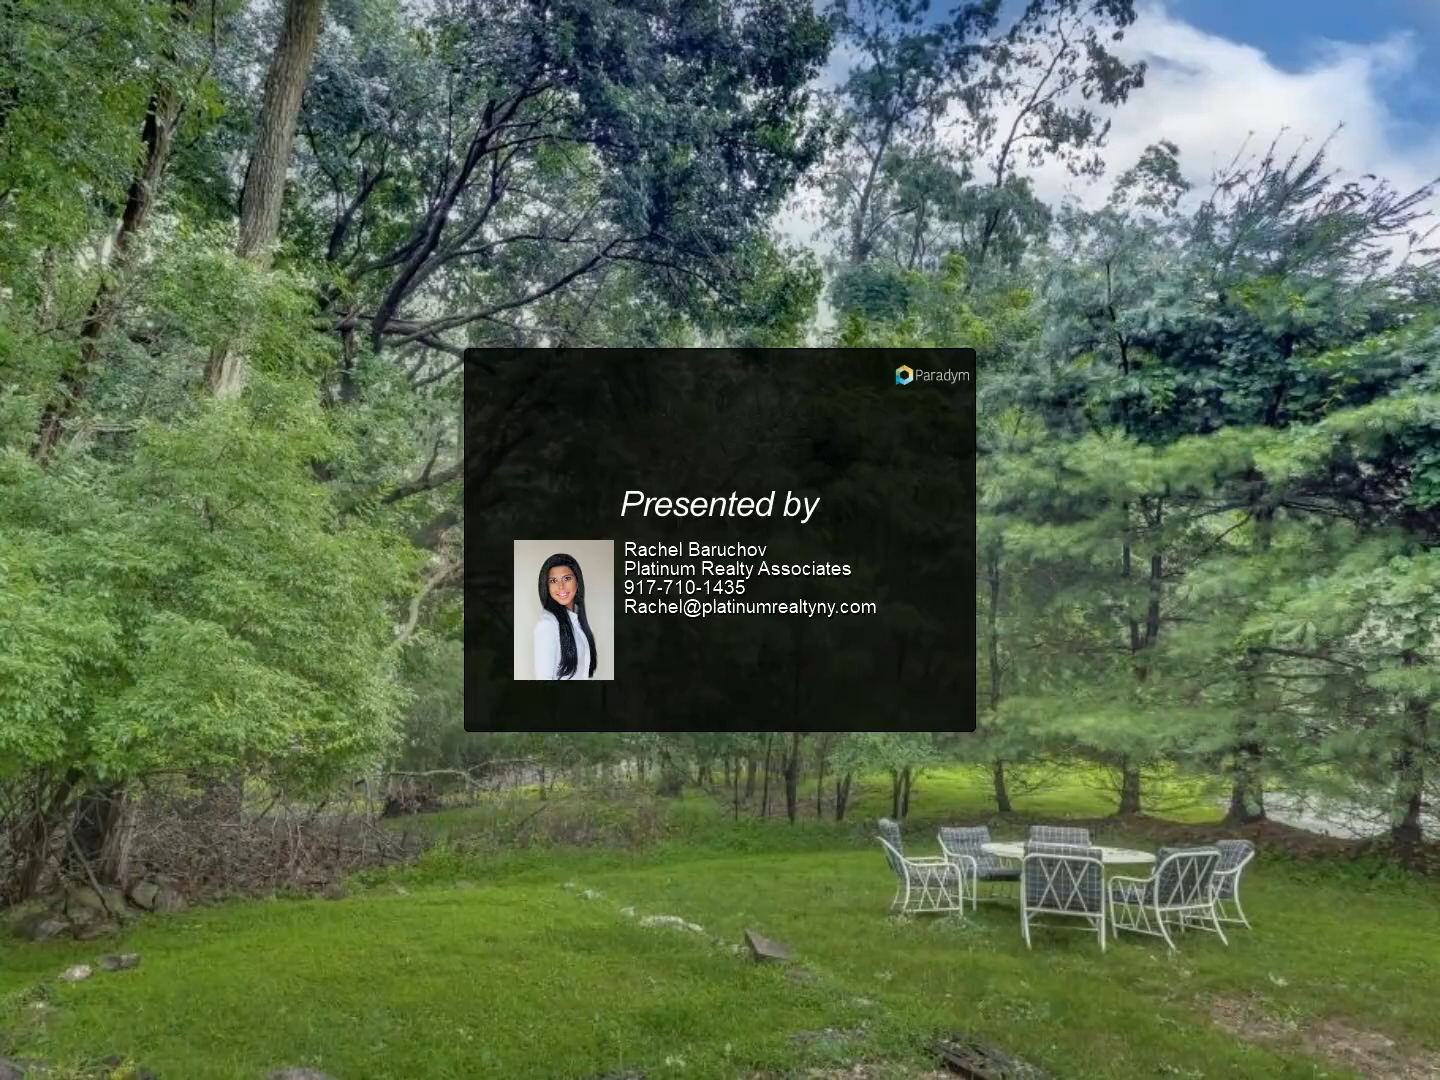 Paradym
Presented by
Rachel Baruchov
Platinum Realty Associates
917-710-1435
Rachel@platinumrealtyny.com